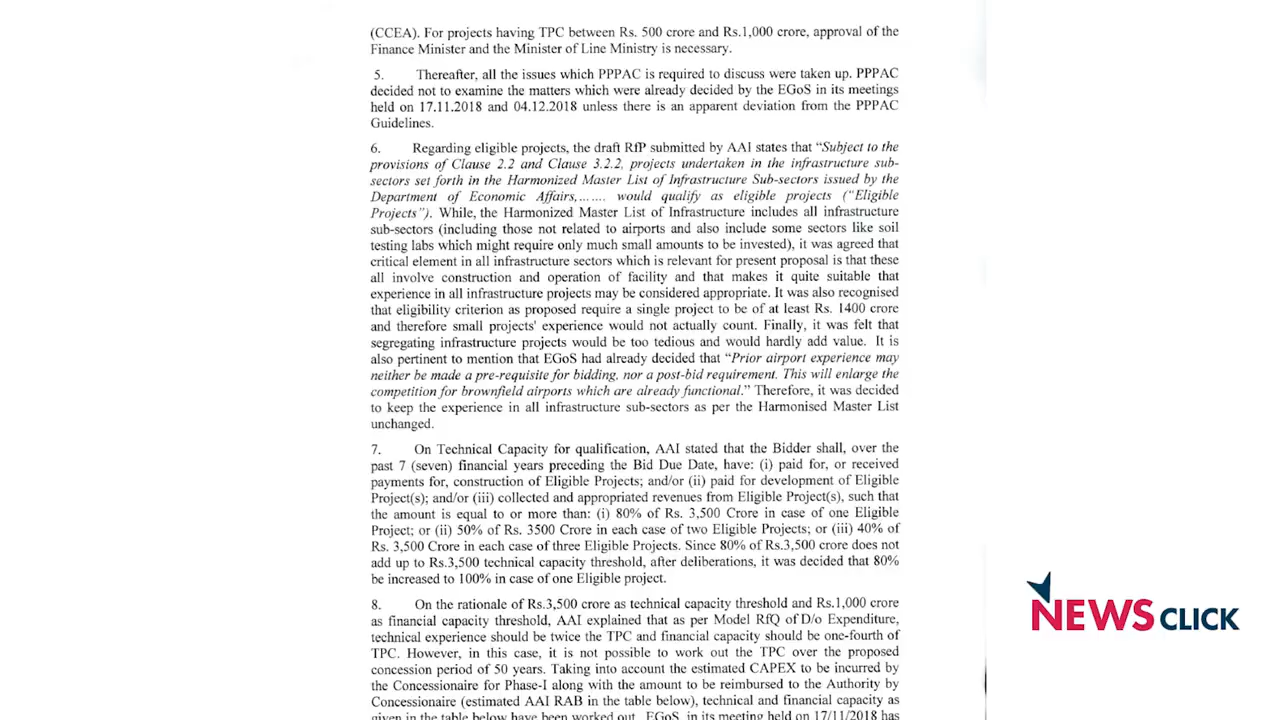 (CCEA). For projects having TPC between Rs. 500 crore and Rs.1,000 crore, approval of the
Finance Minister and the Minister of Line Ministry is necessary.
5. Thereafter, all the issues which PPPAC is required to discuss were taken up. PPPAC
decided not to examine the matters which were already decided by the EGoS in its meetings
held on 17.11.2018 and 04.12.2018 unless there is an apparent deviation from the PPPAC
Guidelines.
6. Regarding eligible projects, the draft RfP submitted by AAI states that “Subject to the
provisions of Clause 2.2 and Clause 3.2.2, projects undertaken in the infrastructure sub-
sectors set forth in the Harmonized Master List of Infrastructure Sub-sectors issued by the
Department of Economic Affairs,....... would qualify as eligible projects (“Eligible
Projects”). While, the Harmonized Master List of Infrastructure includes all infrastructure
sub-sectors (including those not related to airports and also include some sectors like soil
testing labs which might require only much small amounts to be invested), it was agreed that
critical element in all infrastructure sectors which is relevant for present proposal is that these
all involve construction and operation of facility and that makes it quite suitable that
experience in all infrastructure projects may be considered appropriate. It was also recognised
that eligibility criterion as proposed require a single project to be of at least Rs. 1400 crore
and therefore small projects' experience would not actually count. Finally, it was felt that
segregating infrastructure projects would be too tedious and would hardly add value. It is
also pertinent to mention that EGoS had already decided that “Prior airport experience may
neither be made a pre-requisite for bidding, nor a post-bid requirement. This will enlarge the
competition for brownfield airports which are already functional.” Therefore, it was decided
to keep the experience in all infrastructure sub-sectors as per the Harmonised Master List
unchanged.
7. On Technical Capacity for qualification, AAI stated that the Bidder shall, over the
past 7 (seven) financial years preceding the Bid Due Date, have: (i) paid for, or received
payments for, construction of Eligible Projects; and/or (ii) paid for development of Eligible
Project(s); and/or (iii) collected and appropriated revenues from Eligible Project(s), such that
the amount is equal to or more than: (i) 80% of Rs. 3,500 Crore in case of one Eligible
Project; or (ii) 50% of Rs. 3500 Crore in each case of two Eligible Projects; or (iii) 40% of
Rs. 3,500 Crore in each case of three Eligible Projects. Since 80% of Rs.3,500 crore does not
add up to Rs.3,500 technical capacity threshold, after deliberations, it was decided that 80%
be increased to 100% in case of one Eligible project.
8. On the rationale of Rs.3,500 crore as technical capacity threshold and Rs.1,000 crore
as financial capacity threshold, AAI explained that as per Model RfQ of D/o Expenditure,
technical experience should be twice the TPC and financial capacity should be one-fourth of
TPC. However, in this case, it is not possible to work out the TPC over the proposed
concession period of 50 years. Taking into account the estimated CAPEX to be incurred by
the Concessionaire for Phase-I along with the amount to be reimbursed to the Authority by
Concessionaire (estimated AAI RAB in the table below), technical and financial capacity as
given in the table below have been worked out. EGoS, in its meeting held on 17/11/2018 has
NEWS CLICK